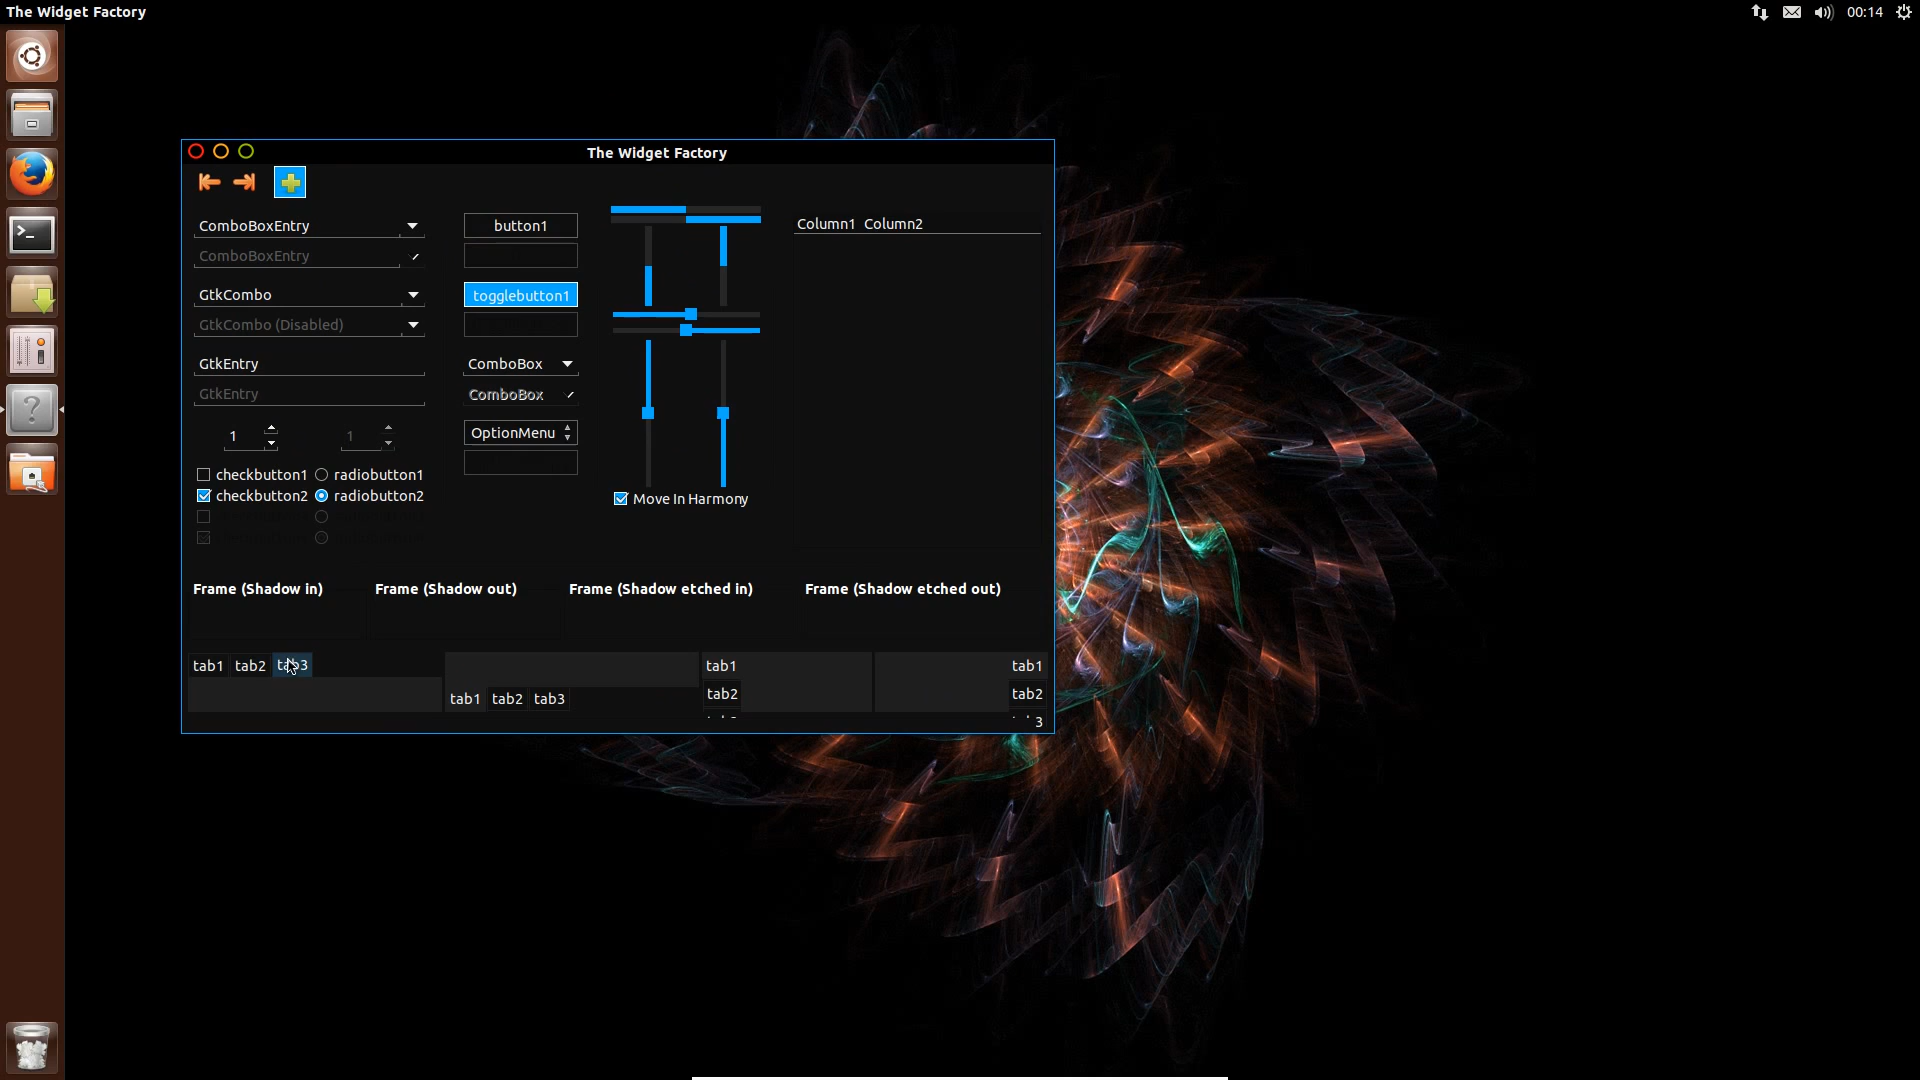 The Widget Factory
00:14
The Widget Factory
ComboBoxEntry
ComboBoxEntry
GtkCombo
GtkCombo (Disabled)
GtkEntry
GtkEntry
1
1
checkbutton1
radiobutton1
checkbutton2
radiobutton2
button1
togglebutton1
ComboBox
ComboBox
OptionMenu
Move In Harmony
Column1 Column2
Frame (Shadow in)
Frame (Shadow out)
Frame (Shadow etched in)
Frame (Shadow etched out)
tab1 tab2 tab3
tab1 tab2 tab3
tab1
tab2
tab1
tab2
3